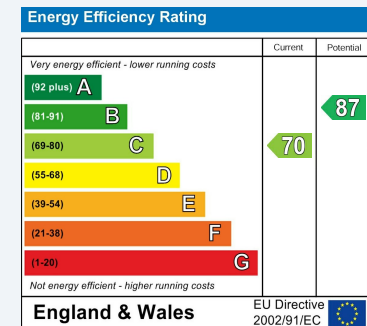 Energy Efficiency Rating
Current Potential
Very energy efficient - lower running costs
(92 plus) A
(81-91) B
(69-80) C
(55-68) D
(39-54) E
(21-38) F
(1-20) G
70
87
Not energy efficient - higher running costs
England & Wales
EU Directive
2002/91/EC